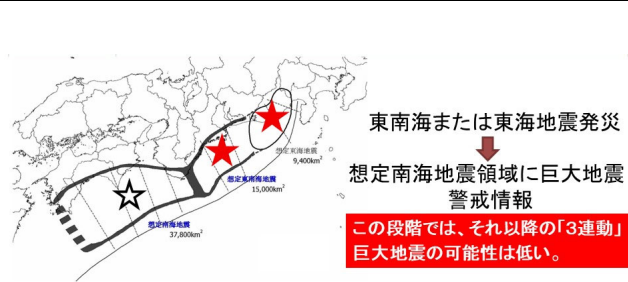 想定東海地震
9,400km²
想定東南海地震
15,000km²
想定南海地震
37,800km²
東南海または東海地震発災
想定南海地震領域に巨大地震
警戒情報
この段階では、それ以降の「3連動」
巨大地震の可能性は低い。